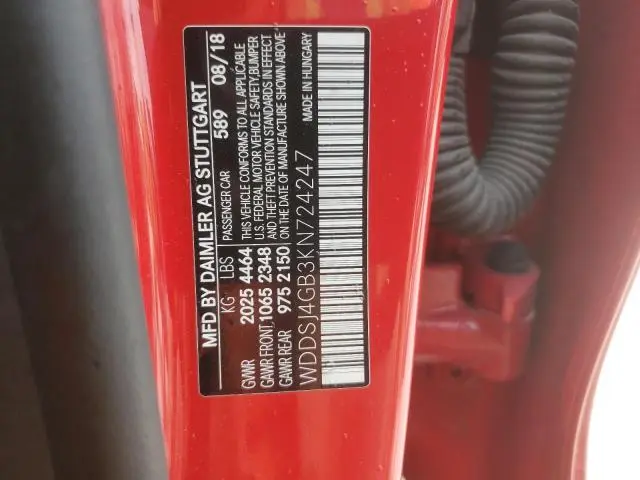 MFD BY DAIMLER AG STUTTGART
PASSENGER CAR 589 08/18
KG LBS
GVWR 2025 4464
GAWR FRONT 1065 2348
GAWR REAR 975 2150
THIS VEHICLE CONFORMS TO ALL APPLICABLE
U.S. FEDERAL MOTOR VEHICLE SAFETY,BUMPER
AND THEFT PREVENTION STANDARDS IN EFFECT
ON THE DATE OF MANUFACTURE SHOWN ABOVE
WDDSJ4GB3KN724247
MADE IN HUNGARY